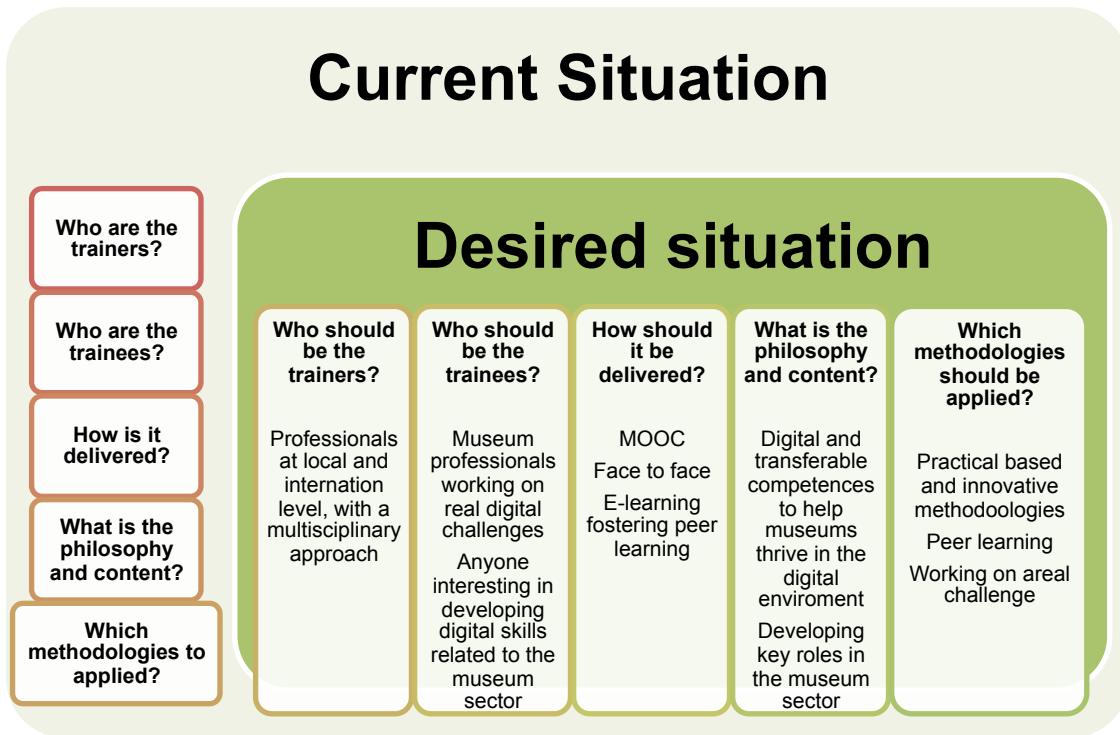 Current Situation
Who are the
trainers?
Who are the
trainees?
How is it
delivered?
What is the
philosophy
and content?
Which
methodologies to
applied?
Desired situation
Who should
be the
trainers?
Professionals
at local and
internation
level, with a
multisciplinary
approach
Who should
be the
trainees?
Museum
professionals
working on
real digital
challenges
Anyone
interesting in
developing
digital skills
related to the
museum
sector
How should
it be
delivered?
MOOC
Face to face
E-learning
fostering peer
learning
What is the
philosophy
and content?
Digital and
transferable
competences
to help
museums
thrive in the
digital
enviroment
Developing
key roles in
the museum
sector
Which
methodologies
should be
applied?
Practical based
and innovative
methodoologies
Peer learning
Working on areal
challenge